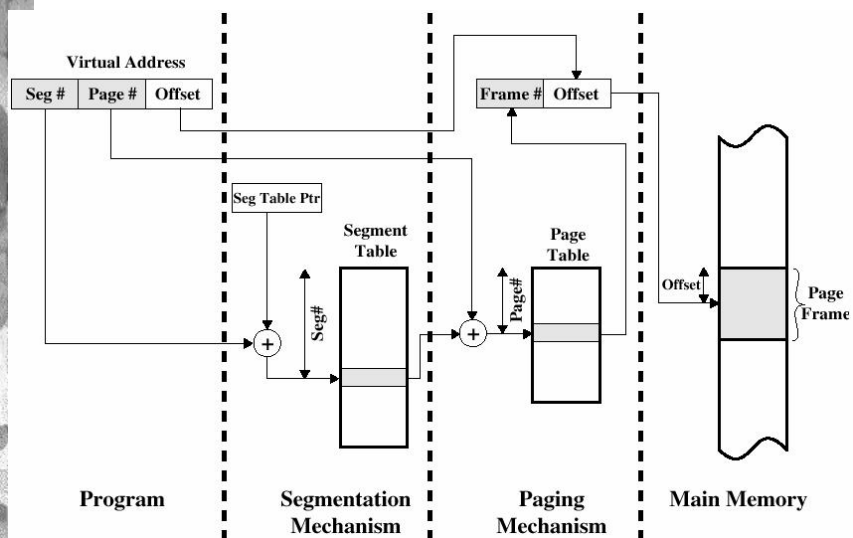 Virtual Address
Seg # Page # Offset
Frame # Offset
Seg Table Ptr
Segment
Table
Page
Table
Seg#
Page#
+
+
Offset
Page
Frame
Program
Segmentation
Mechanism
Paging
Mechanism
Main Memory